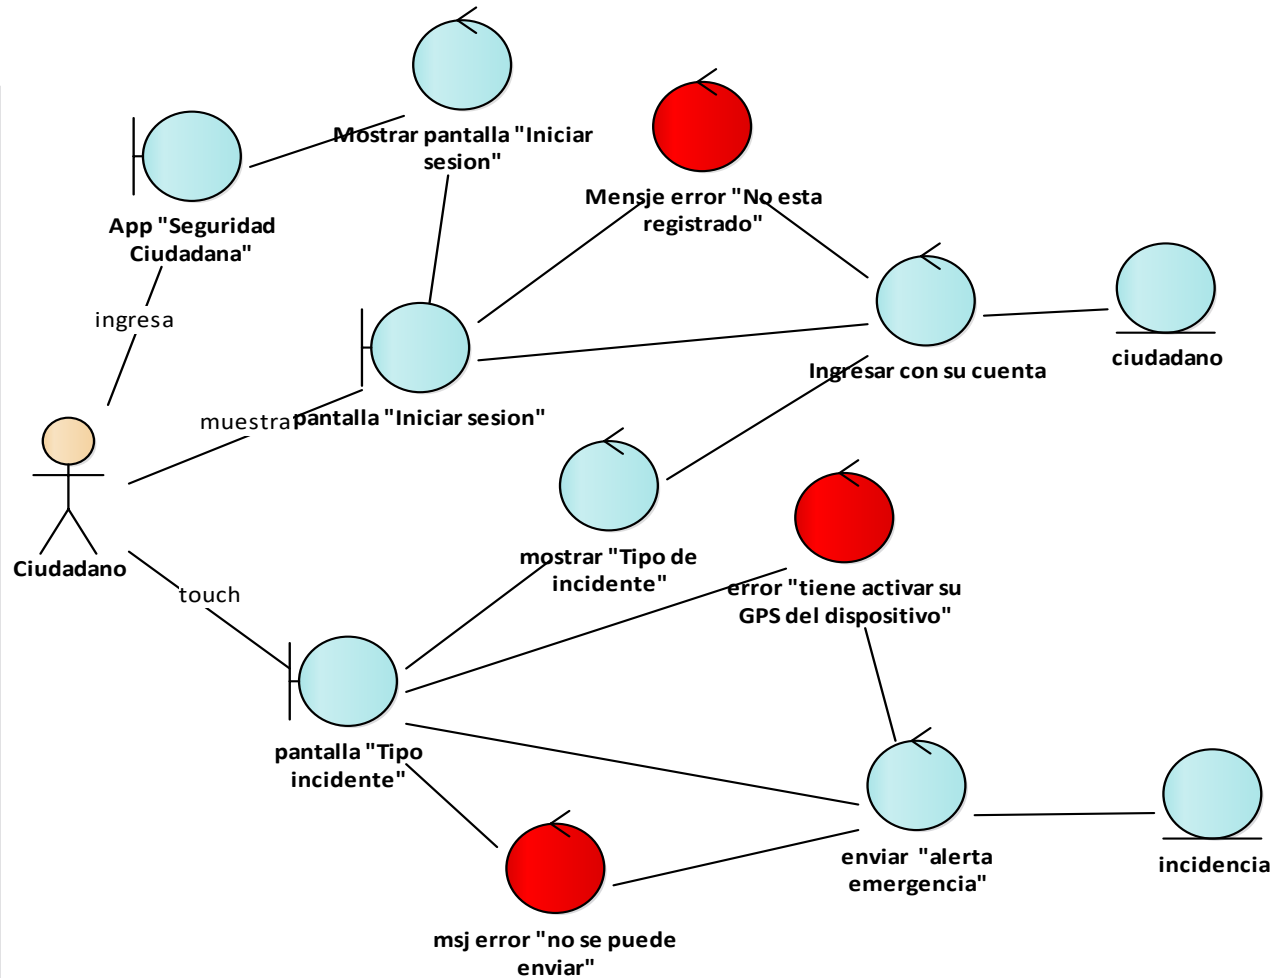 Mostrar pantalla "Iniciar
sesion"
Mensje error "No esta
registrado"
App "Seguridad
Ciudadana"
ingresa
ciudadano
Ingresar con su cuenta
muestra
pantalla "Iniciar sesion"
Ciudadano
mostrar "Tipo de
incidente"
error "tiene activar su
GPS del dispositivo"
touch
pantalla "Tipo
incidente"
enviar "alerta
emergencia"
incidencia
msj error "no se puede
enviar"